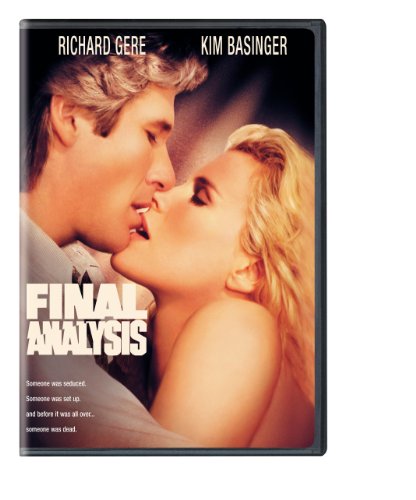 RICHARD GERE KIM BASINGER
FINAL
ANALYSIS
Someone was seduced.
Someone was set up.
and before it was all over...
someone was dead.